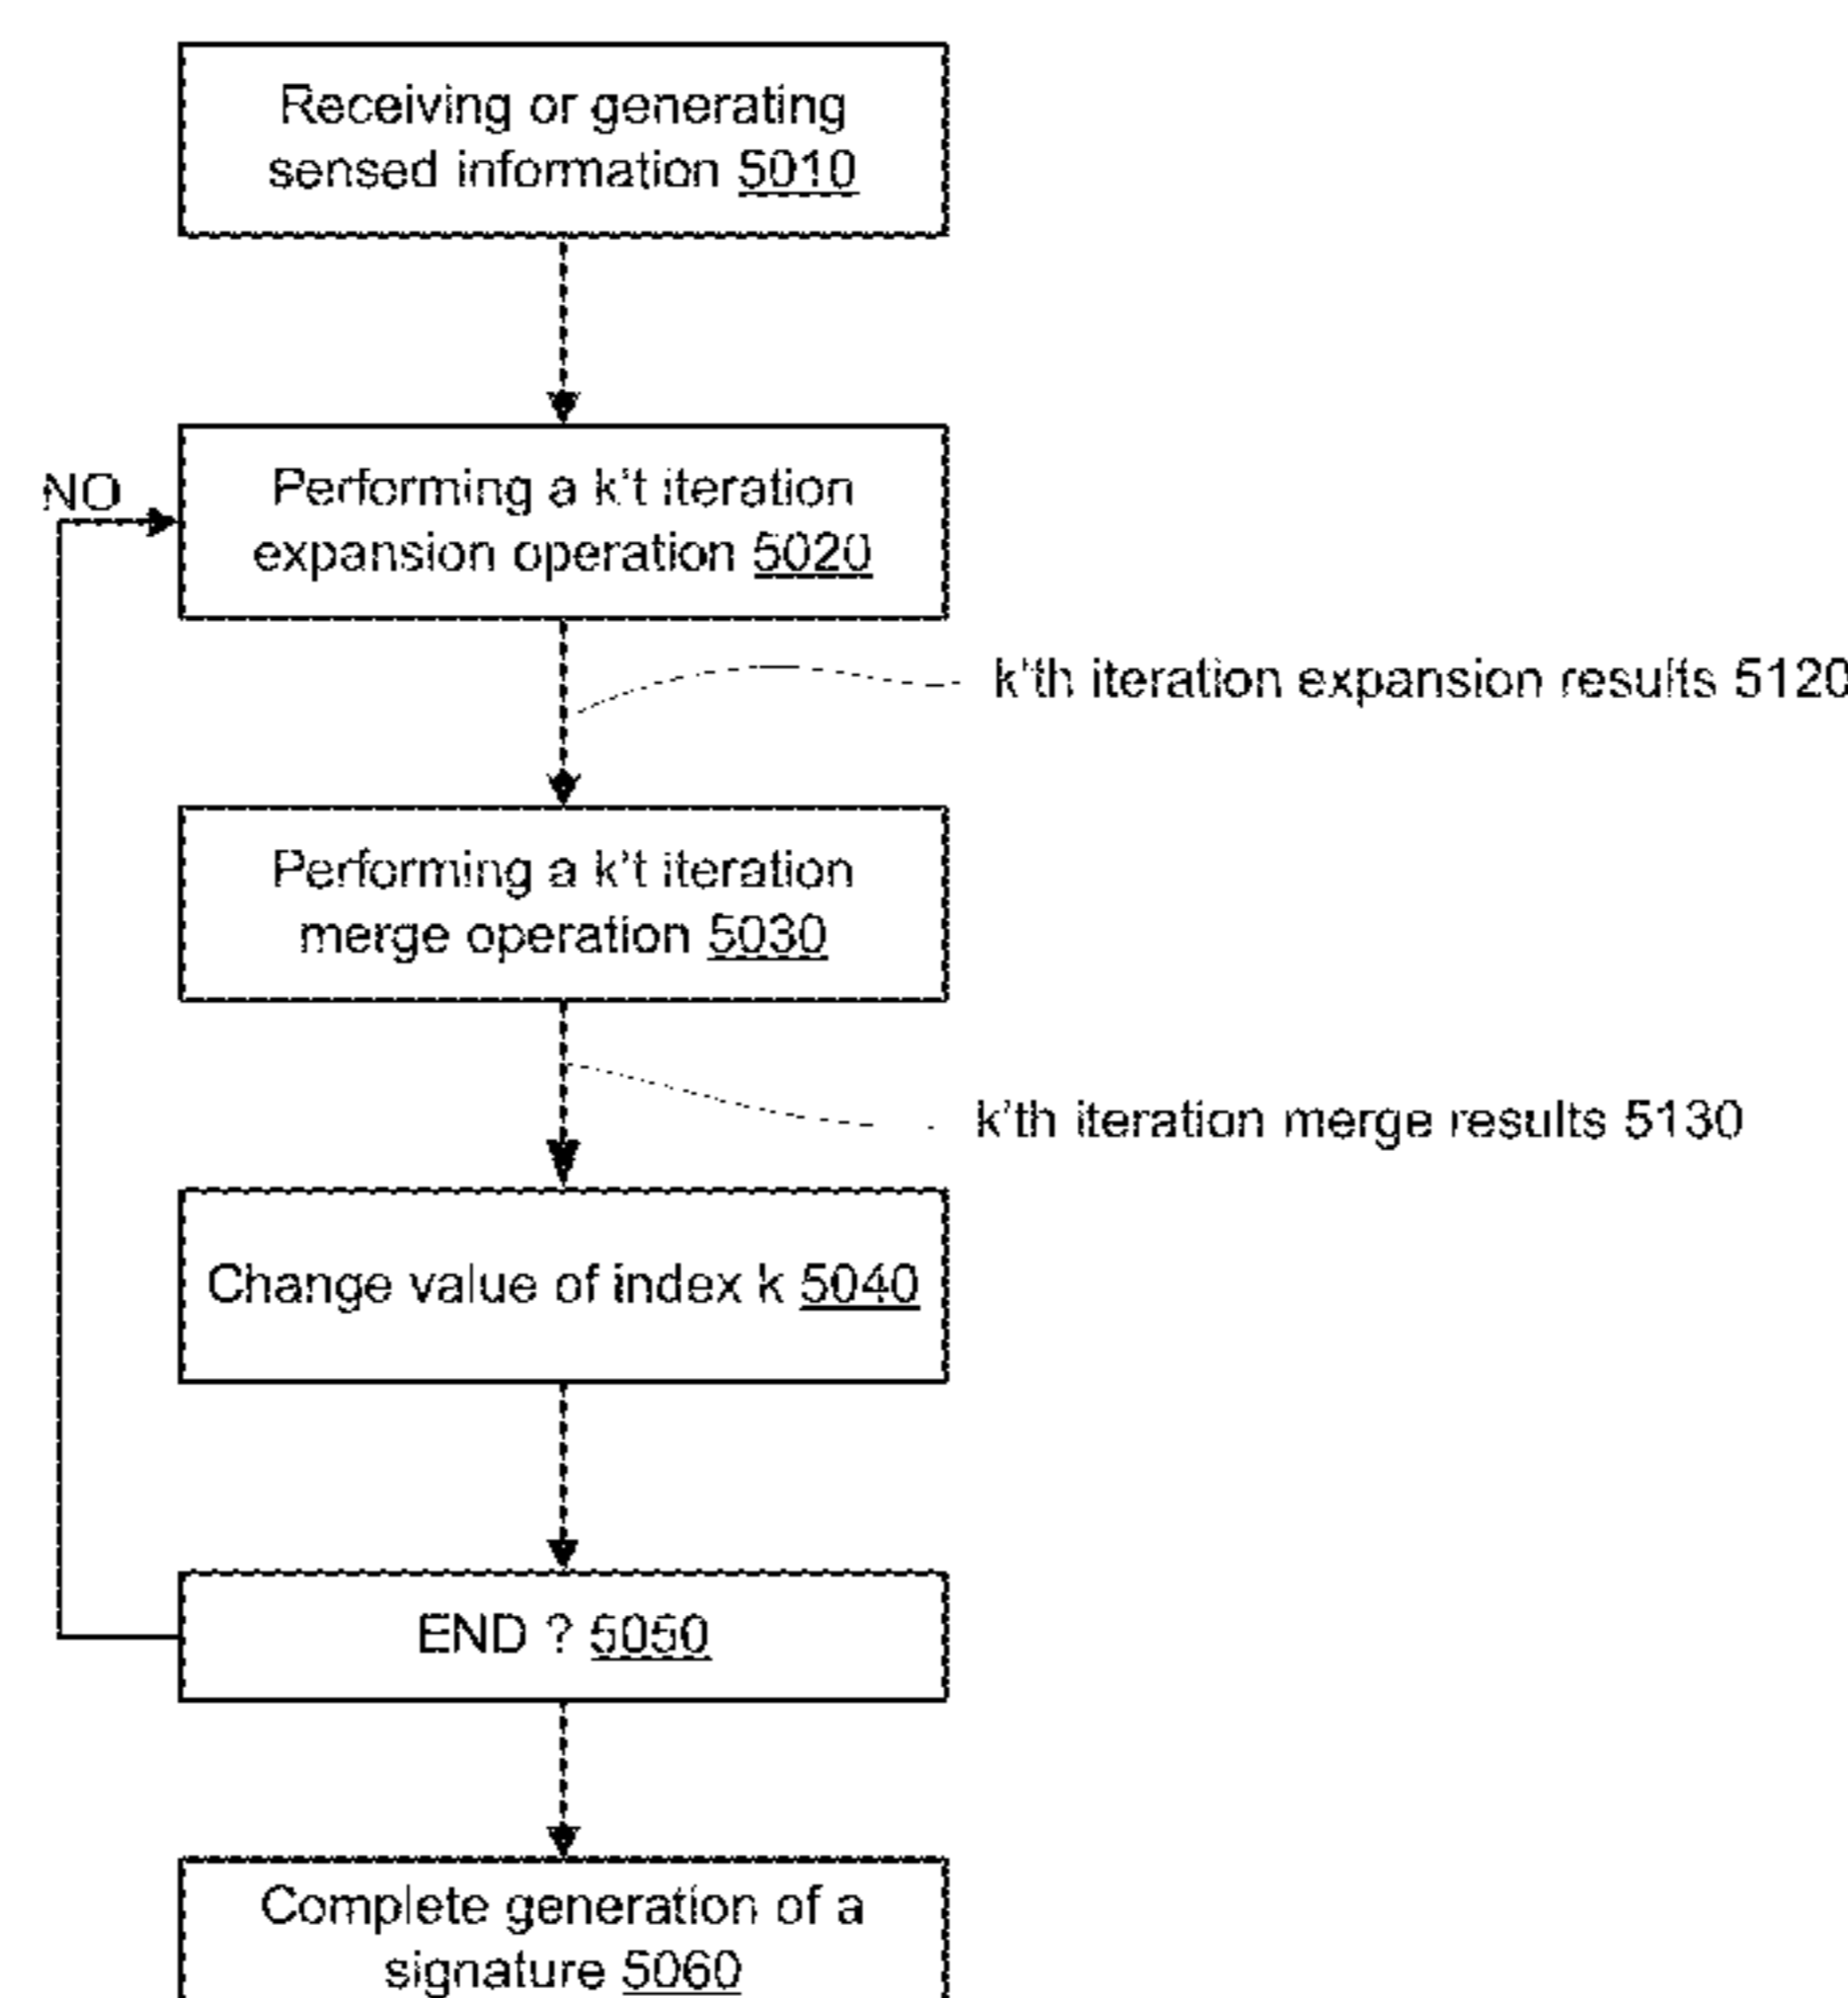 Receiving or generating
sensed information 5010
NO
Performing a k't iteration
expansion operation 5020
k'th iteration expansion results 5120
Performing a k't iteration
merge operation 5030
k'th iteration merge results 5130
Change value of index k 5040
END ? 5050
Complete generation of a
signature 5060